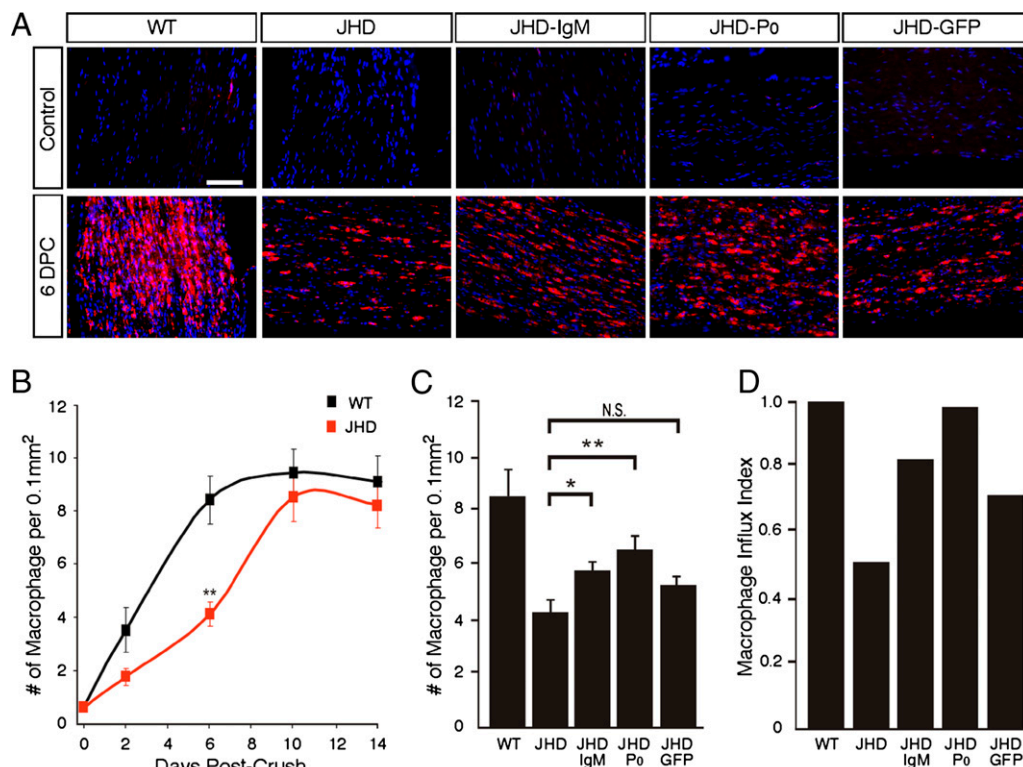 A
WT
JHD
JHD-IgM
JHD-P0
JHD-GFP
Control
6 DPC
B
# of Macrophage per 0.1mm²
12
10
8
6
4
2
0
WT
JHD
**
0
2
6
10
14
Days Post-Crush
C
# of Macrophage per 0.1mm²
12
10
8
6
4
2
0
N.S.
**
*
WT
JHD
JHD IgM
JHD P0
JHD GFP
D
Macrophage Influx Index
1.0
0.8
0.6
0.4
0.2
0
WT
JHD
JHD IgM
JHD P0
JHD GFP